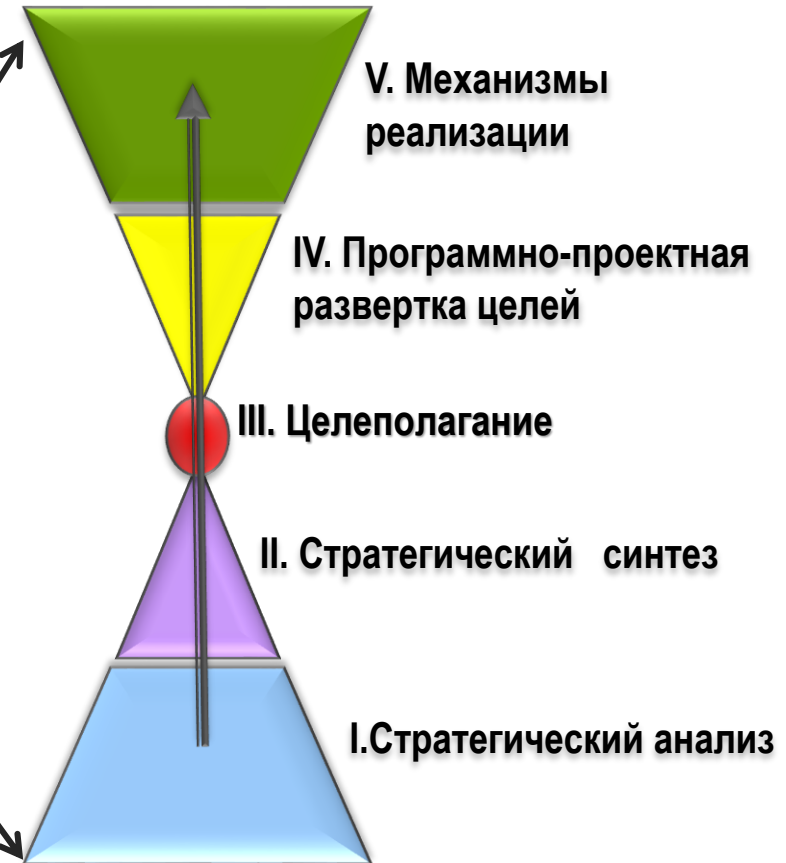 V. Механизмы
реализации
IV. Программно-проектная
развертка целей
III. Целеполагание
II. Стратегический синтез
I.Стратегический анализ